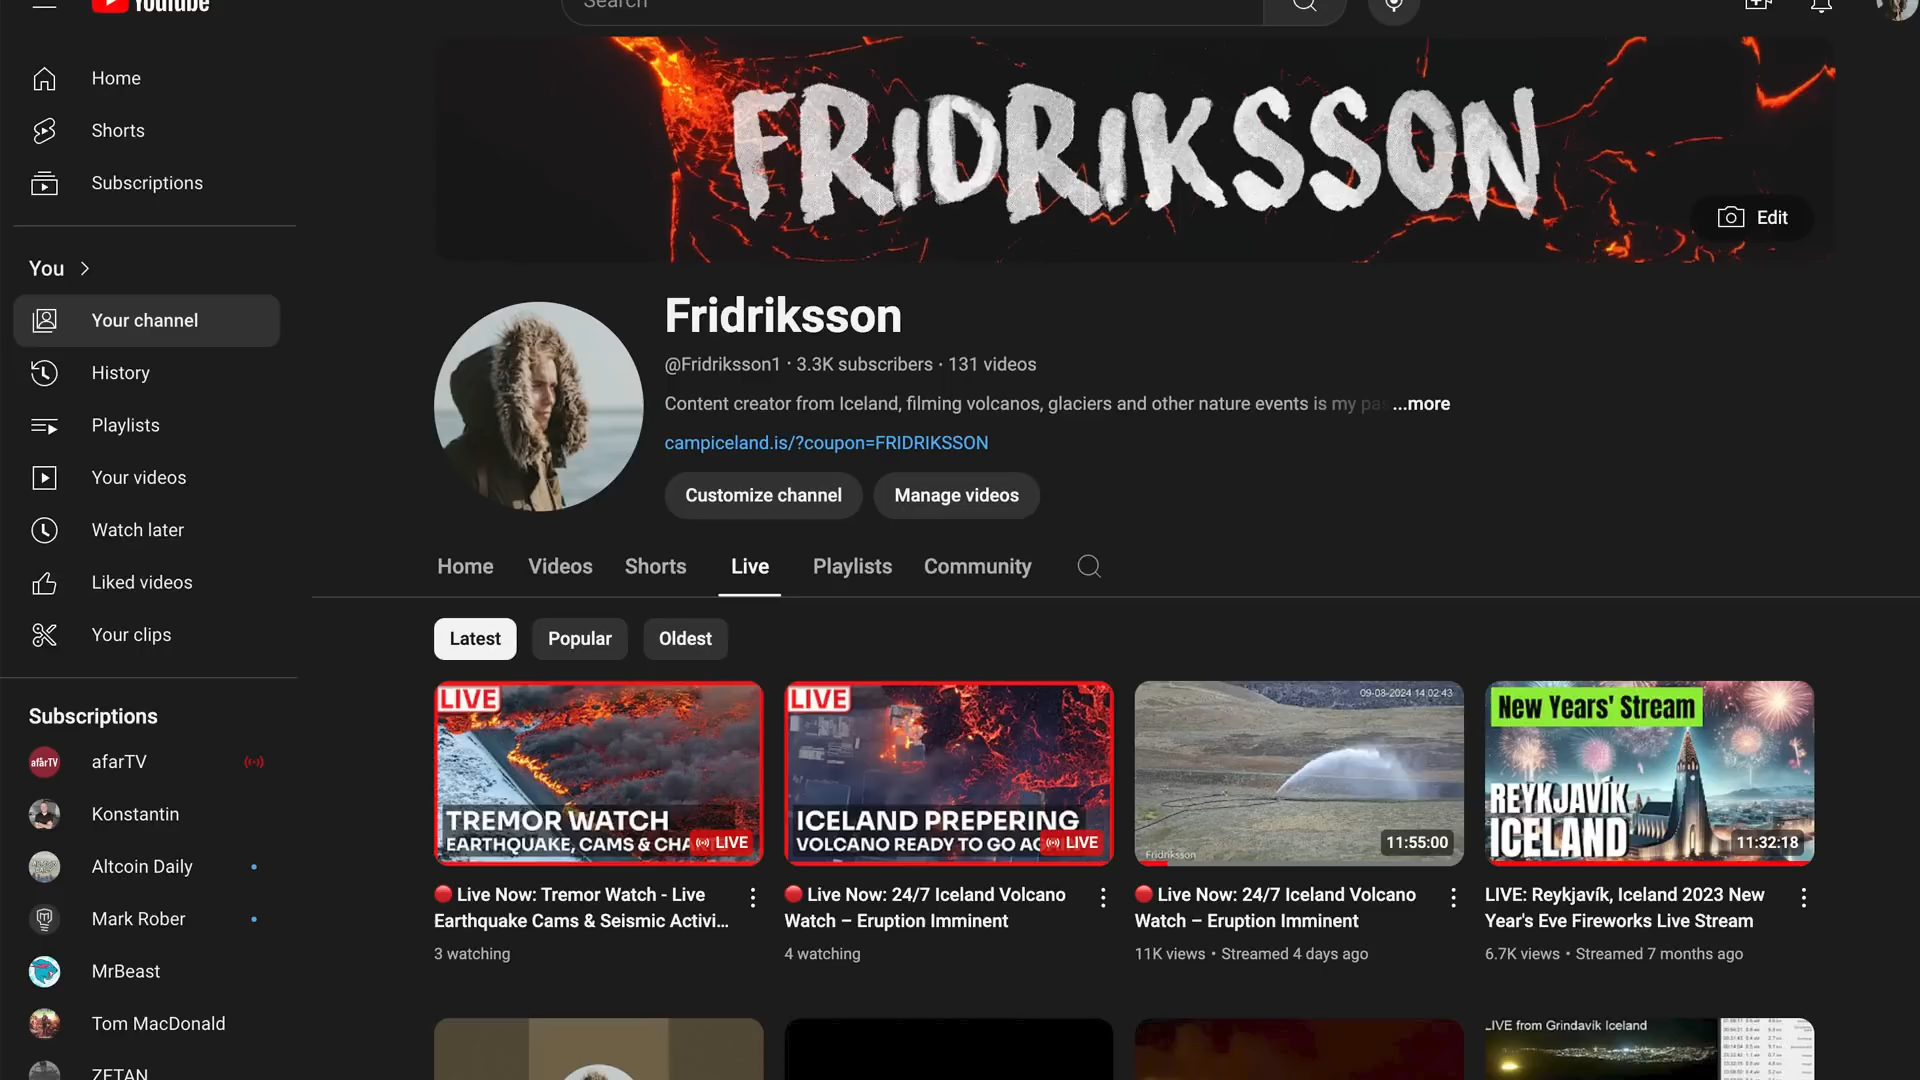 YouTube
Search
Home
Shorts
Subscriptions
You
Your channel
History
Playlists
Your videos
Watch later
Liked videos
Your clips
Subscriptions
afarTV
afarTV
Konstantin
Altcoin Daily
Mark Rober
MrBeast
Tom MacDonald
ZETAN
FRIDRIKSSON
Edit
Fridriksson
@Fridriksson1 · 3.3K subscribers · 131 videos
Content creator from Iceland, filming volcanos, glaciers and other nature events is my pas ...more
campiceland.is/?coupon=FRIDRIKSSON
Customize channel
Manage videos
Home Videos Shorts Live Playlists Community
Latest Popular Oldest
LIVE
TREMOR WATCH
EARTHQUAKE, CAMS & CHA
LIVE
Live Now: Tremor Watch - Live
Earthquake Cams & Seismic Activi...
3 watching
LIVE
ICELAND PREPERING
VOLCANO READY TO GO AG
LIVE
Live Now: 24/7 Iceland Volcano
Watch – Eruption Imminent
4 watching
09-08-2024 14:02:43
Fridriksson
11:55:00
Live Now: 24/7 Iceland Volcano
Watch – Eruption Imminent
11K views • Streamed 4 days ago
New Years' Stream
REYKJAVÍK
ICELAND
11:32:18
LIVE: Reykjavík, Iceland 2023 New
Year's Eve Fireworks Live Stream
6.7K views • Streamed 7 months ago
LIVE from Grindavik Iceland